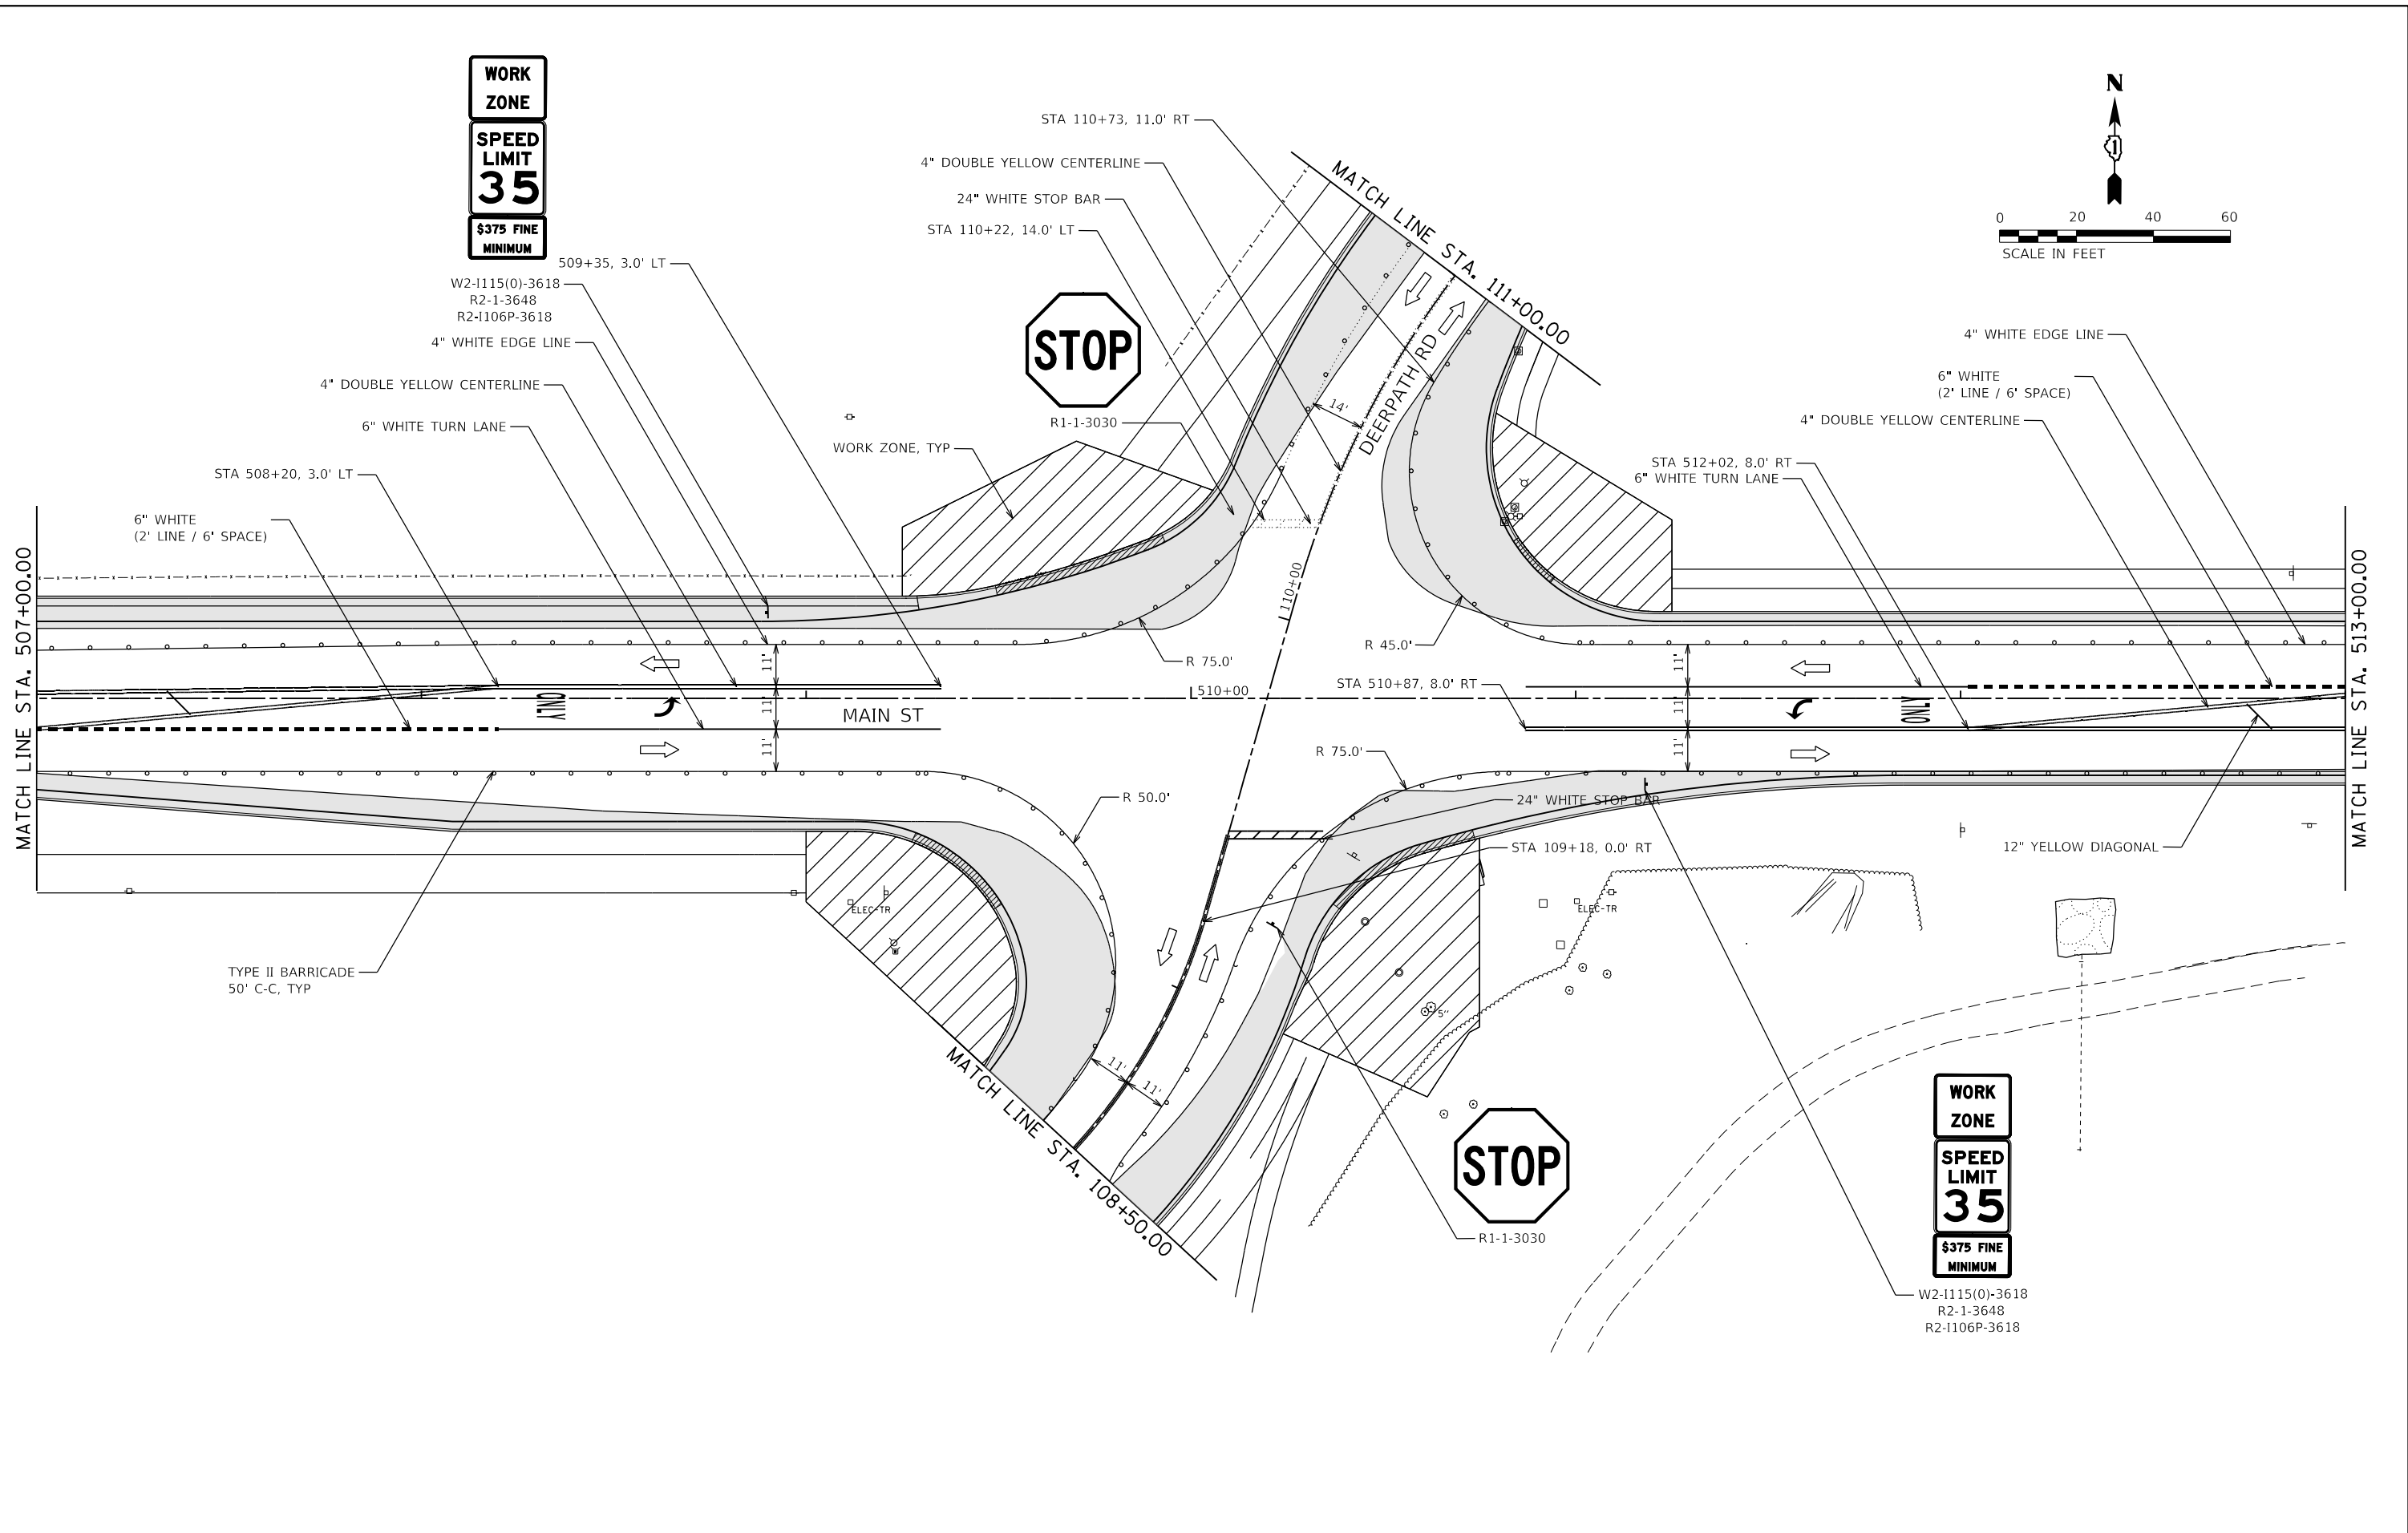 WORK
ZONE
SPEED
LIMIT
35
$375 FINE
MINIMUM
W2-I115(0)-3618
R2-1-3648
R2-I106P-3618
509+35, 3.0' LT
4" WHITE EDGE LINE
4" DOUBLE YELLOW CENTERLINE
6" WHITE TURN LANE
STA 508+20, 3.0' LT
6" WHITE
(2' LINE / 6' SPACE)
STA 110+73, 11.0' RT
4" DOUBLE YELLOW CENTERLINE
24" WHITE STOP BAR
STA 110+22, 14.0' LT
STOP
R1-1-3030
WORK ZONE, TYP
MATCH LINE STA. 111+00.00
DEERPATH RD
14'
N
1
0 20 40 60
SCALE IN FEET
4" WHITE EDGE LINE
6" WHITE
(2' LINE / 6' SPACE)
4" DOUBLE YELLOW CENTERLINE
STA 512+02, 8.0' RT
6" WHITE TURN LANE
MATCH LINE STA. 507+00.00
MATCH LINE STA. 513+00.00
110+00
R 75.0'
R 45.0'
11'
11'
11'
ONLY
MAIN ST
510+00
STA 510+87, 8.0' RT
11'
11'
11'
ONLY
R 75.0'
R 50.0'
24" WHITE STOP BAR
STA 109+18, 0.0' RT
12" YELLOW DIAGONAL
ELEC-TR
ELEC-TR
TYPE II BARRICADE
50' C-C, TYP
5"
11'
11'
MATCH LINE STA. 108+50.00
STOP
R1-1-3030
WORK
ZONE
SPEED
LIMIT
35
$375 FINE
MINIMUM
W2-I115(0)-3618
R2-1-3648
R2-I106P-3618